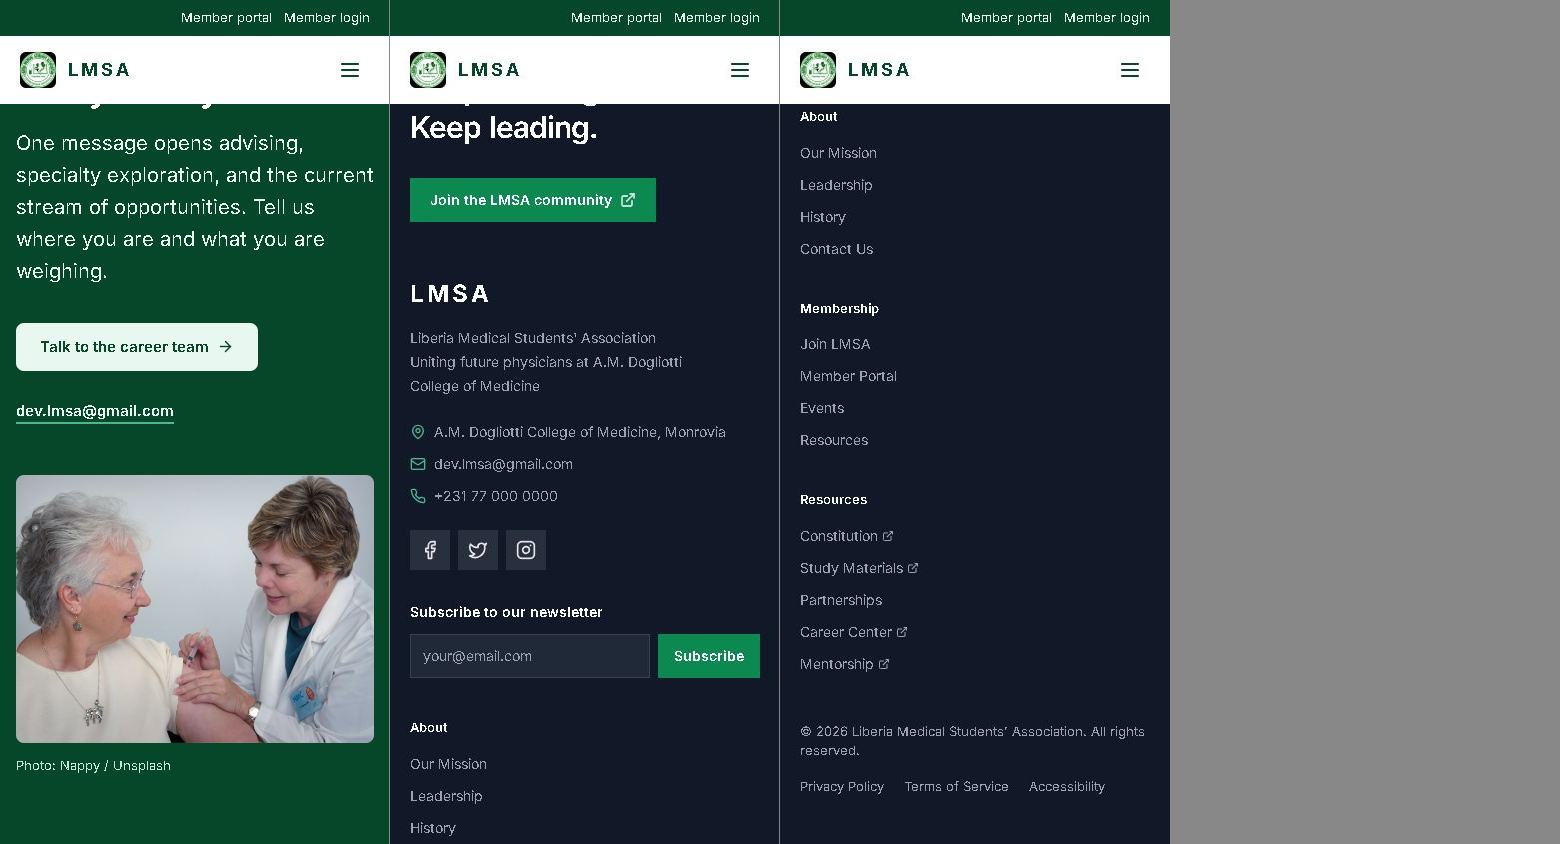 Member portal Member login
LMSA
One message opens advising,
specialty exploration, and the current
stream of opportunities. Tell us
where you are and what you are
weighing.
Talk to the career team →
dev.lmsa@gmail.com
Photo: Nappy / Unsplash
Member portal Member login
LMSA
Keep leading.
Join the LMSA community
LMSA
Liberia Medical Students' Association
Uniting future physicians at A.M. Dogliotti
College of Medicine
A.M. Dogliotti College of Medicine, Monrovia
dev.lmsa@gmail.com
+231 77 000 0000
Subscribe to our newsletter
your@email.com Subscribe
About
Our Mission
Leadership
History
Member portal Member login
LMSA
About
Our Mission
Leadership
History
Contact Us
Membership
Join LMSA
Member Portal
Events
Resources
Resources
Constitution
Study Materials
Partnerships
Career Center
Mentorship
© 2026 Liberia Medical Students' Association. All rights
reserved.
Privacy Policy Terms of Service Accessibility